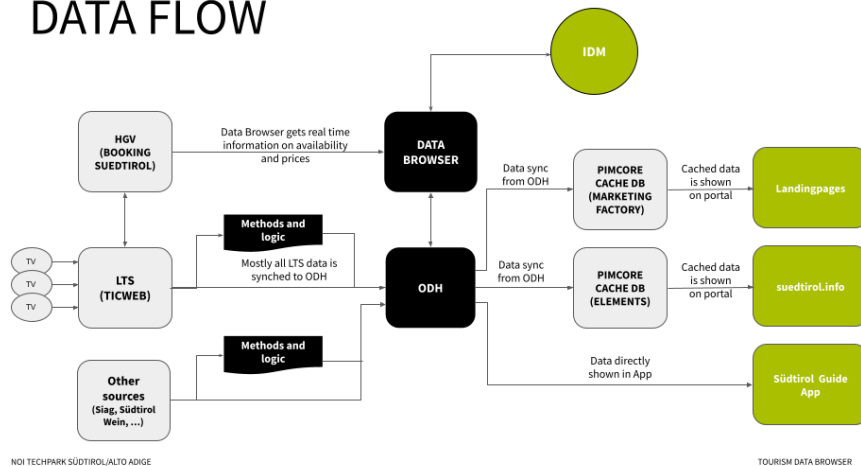 DATA FLOW
IDM
HGV
(BOOKING
SUEDTIROL)
Data Browser gets real time
information on availability
and prices
DATA
BROWSER
Data sync
from ODH
PIMCORE
CACHE DB
(MARKETING
FACTORY)
Cached data
is shown
on portal
Landingpages
Methods and
logic
TV
TV
TV
LTS
(TICWEB)
Mostly all LTS data is
synched to ODH
ODH
Data sync
from ODH
PIMCORE
CACHE DB
(ELEMENTS)
Cached data
is shown
on portal
suedtirol.info
Methods and
logic
Other
sources
(Siag, Südtirol
Wein, ...)
Data directly
shown in App
Südtirol Guide
App
NOI TECHPARK SÜDTIROL/ALTO ADIGE
TOURISM DATA BROWSER